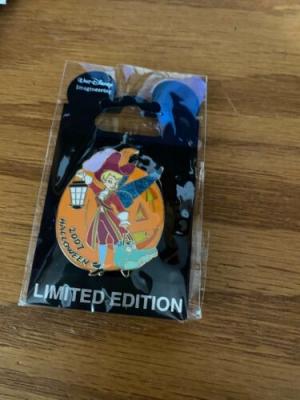 Walt Disney
Imagineering
2007
HALLOWEEN
LIMITED EDITION